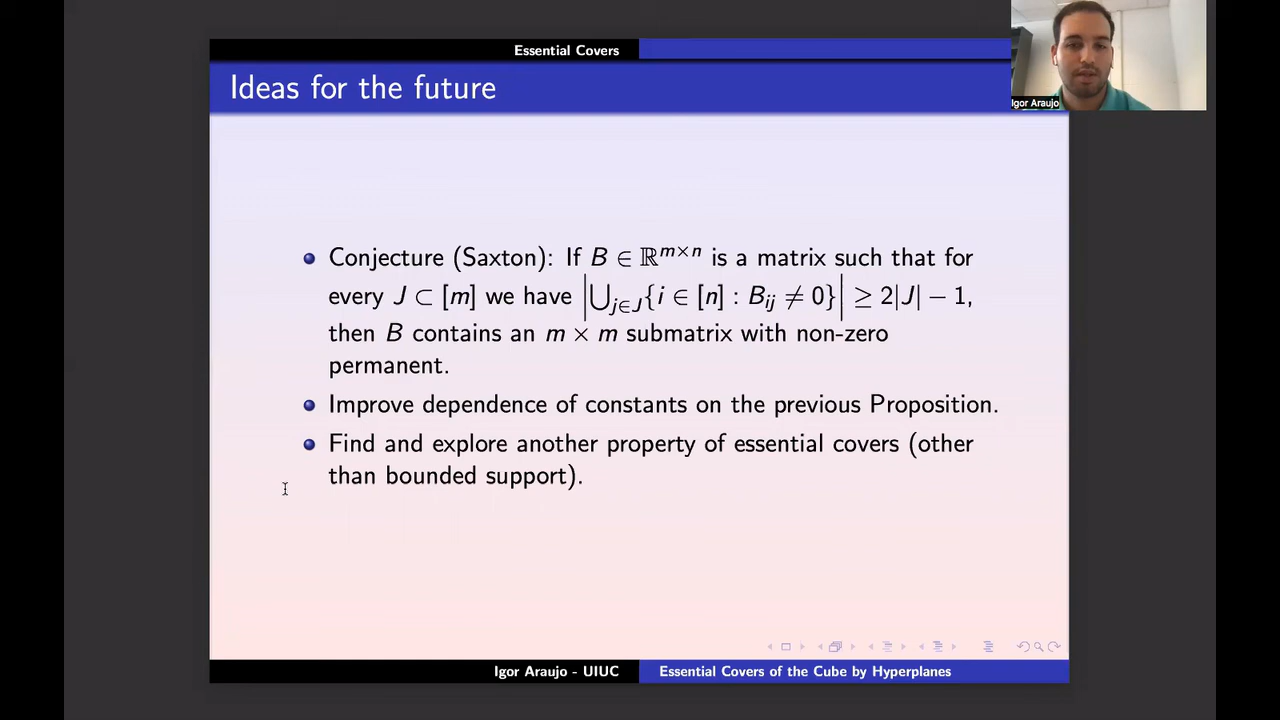 Essential Covers
Ideas for the future
Igor Araujo
Conjecture (Saxton): If B ∈ ℝ^{m×n} is a matrix such that for
every J ⊂ [m] we have |⋃_{j∈J}{i ∈ [n] : B_{ij} ≠ 0}| ≥ 2|J| − 1,
then B contains an m × m submatrix with non-zero
permanent.
Improve dependence of constants on the previous Proposition.
Find and explore another property of essential covers (other
than bounded support).
Igor Araujo - UIUC
Essential Covers of the Cube by Hyperplanes